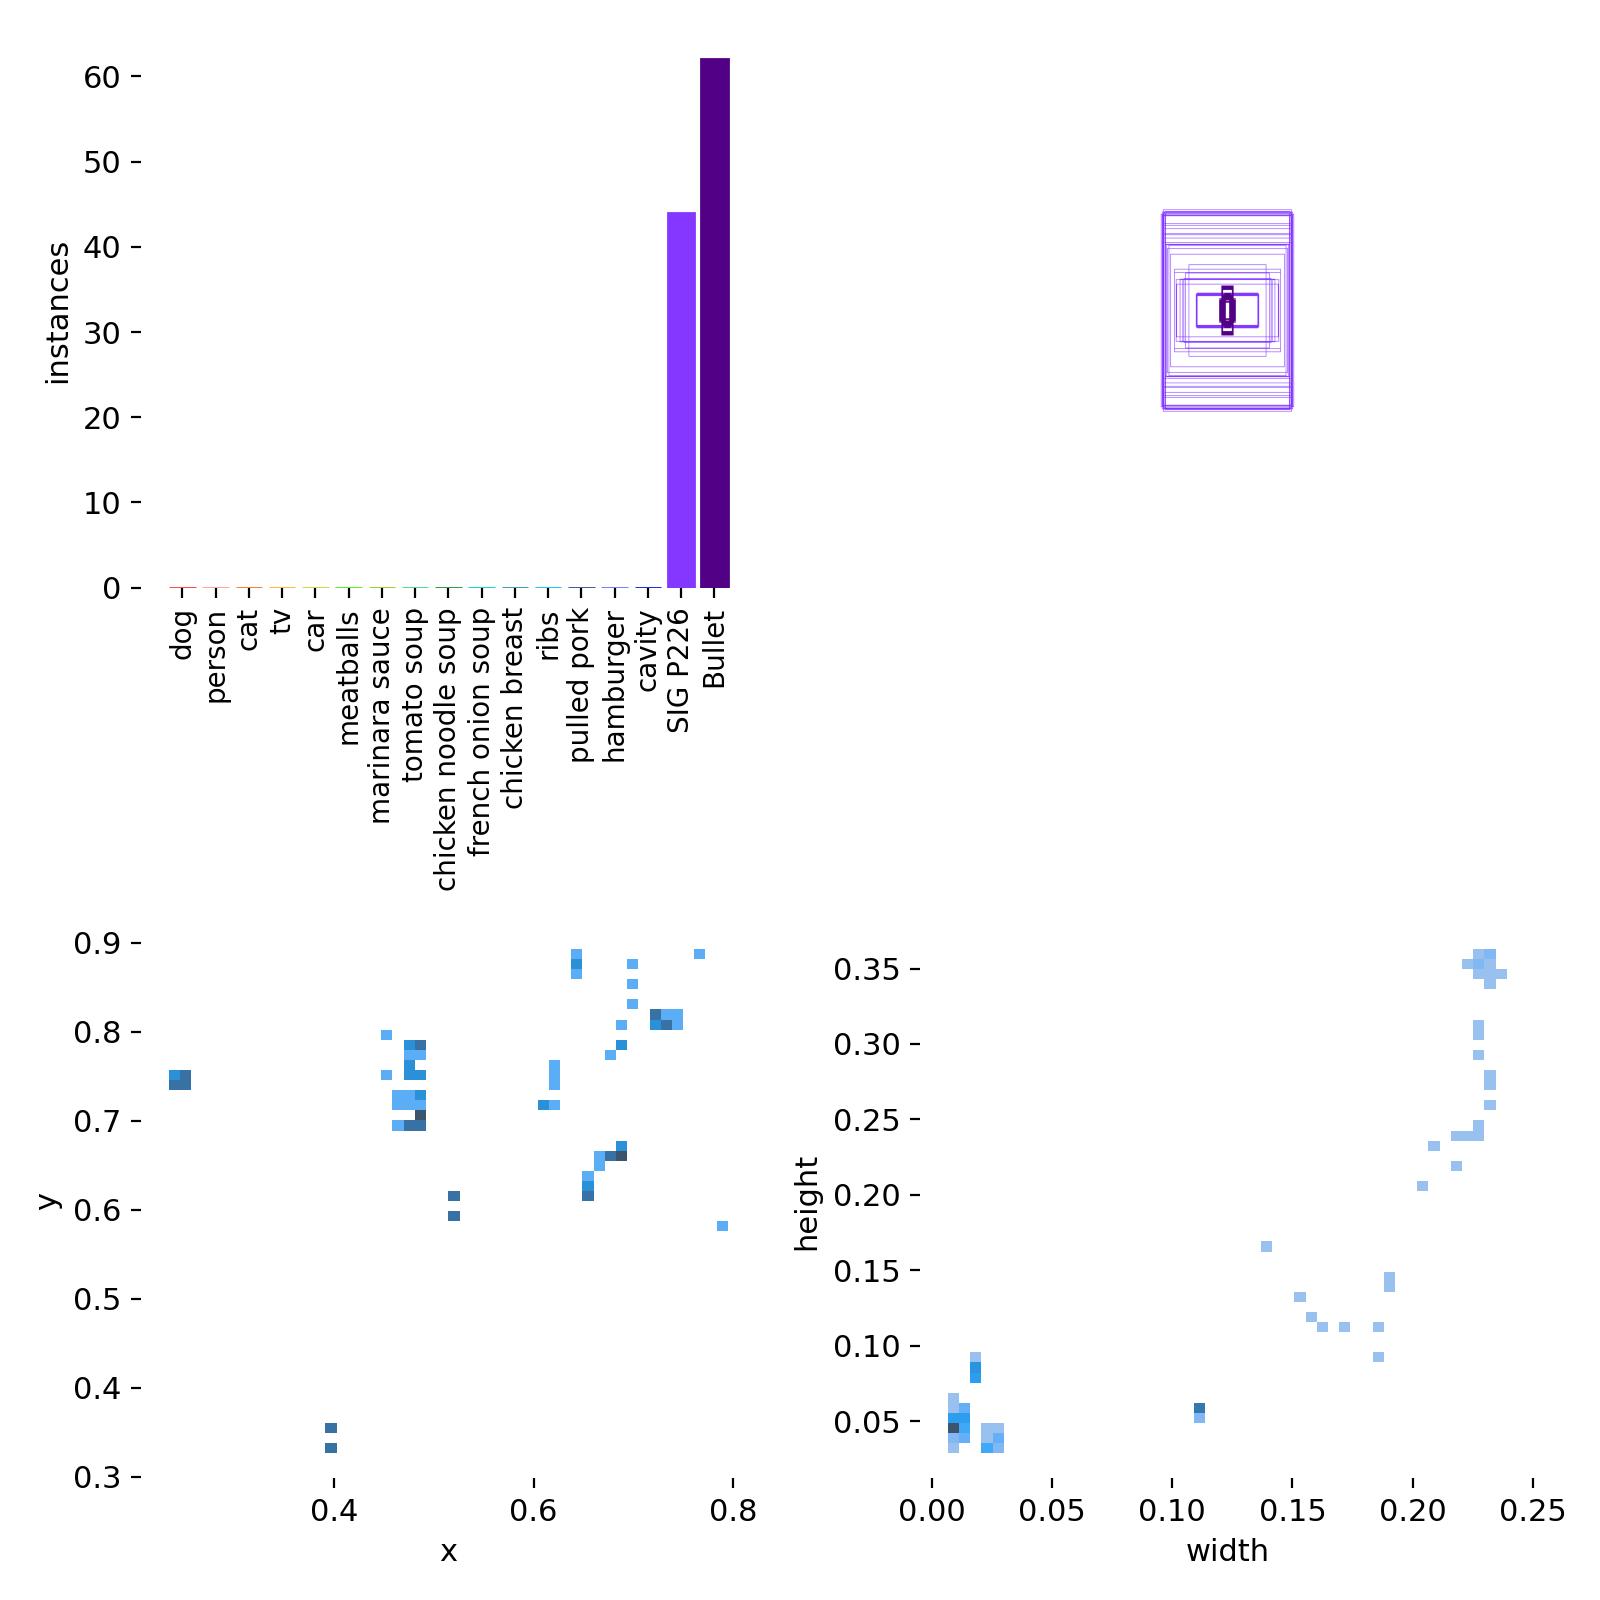 60
50
40
30
20
10
0
instances
dog
person
cat
tv
car
meatballs
marinara sauce
tomato soup
chicken noodle soup
french onion soup
chicken breast
ribs
pulled pork
hamburger
cavity
SIG P226
Bullet
0.9
0.8
0.7
0.6
0.5
0.4
0.3
y
0.4 0.6 0.8
x
0.35
0.30
0.25
0.20
0.15
0.10
0.05
height
0.00 0.05 0.10 0.15 0.20 0.25
width